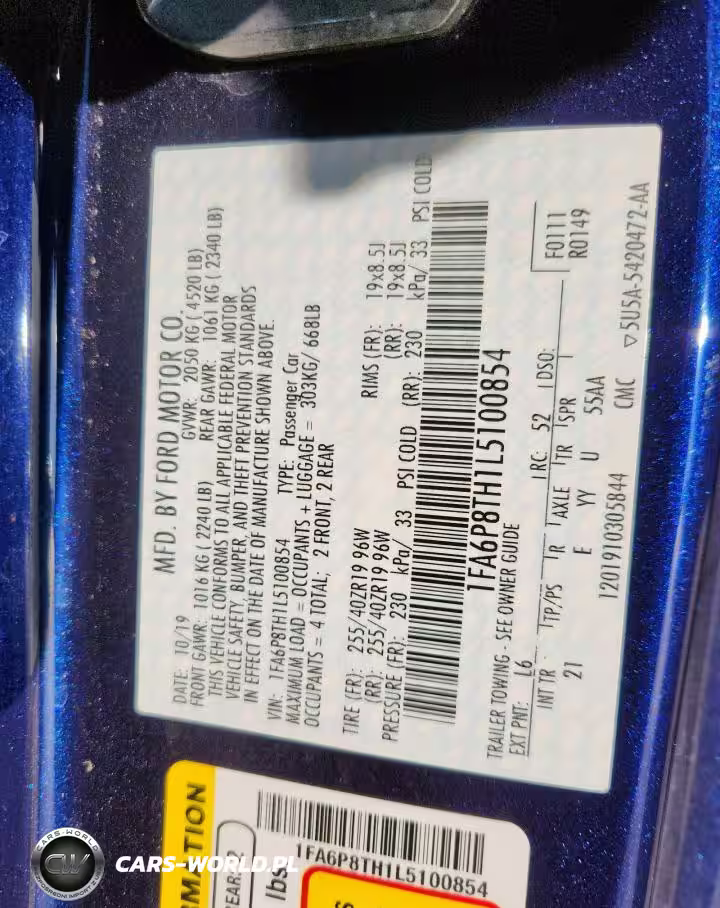 MFD. BY FORD MOTOR CO.
DATE: 10/19 GVWR: 2050 KG ( 4520 LB)
FRONT GAWR: 1016 KG ( 2240 LB) REAR GAWR: 1061 KG ( 2340 LB)
THIS VEHICLE CONFORMS TO ALL APPLICABLE FEDERAL MOTOR
VEHICLE SAFETY, BUMPER, AND THEFT PREVENTION STANDARDS
IN EFFECT ON THE DATE OF MANUFACTURE SHOWN ABOVE.
VIN: 1FA6P8TH1L5100854 TYPE: Passenger Car
MAXIMUM LOAD = OCCUPANTS + LUGGAGE = 303KG/ 668LB
OCCUPANTS = 4 TOTAL; 2 FRONT, 2 REAR
TIRE (FR): 255/40ZR19 96W RIMS (FR): 19x8.5J
(RR): 255/40ZR19 96W (RR): 19x8.5J
PRESSURE (FR): 230 kPa/ 33 PSI COLD (RR): 230 kPa/ 33 PSI COLD
1FA6P8TH1L5100854
TRAILER TOWING - SEE OWNER GUIDE
EXT PNT: L6 RC: 52 DSO: F0111
R0149
INT TR TP/PS R AXLE TR SPR
21 E YY U 55AA
1201910305844 CMC ▽5U5A-5420472-AA
1FA6P8TH1L5100854
lbs
CARS-WORLD
CW
CARS-WORLD.PL